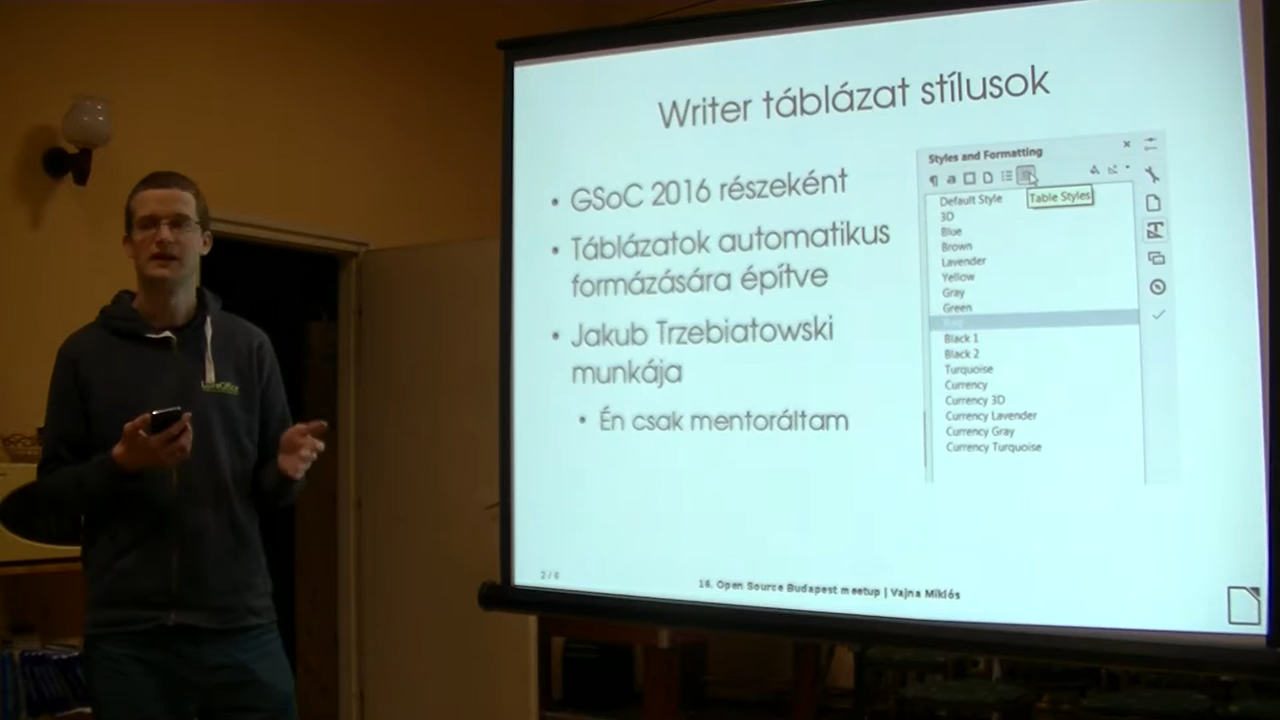 Writer táblázat stílusok
• GSoC 2016 részeként
• Táblázatok automatikus
formázására építve
• Jakub Trzebiatowski
munkája
• Én csak mentoráltam
Styles and Formatting
Table Styles
Default Style
3D
Blue
Brown
Lavender
Yellow
Gray
Green
Black 1
Black 2
Turquoise
Currency
Currency 3D
Currency Lavender
Currency Gray
Currency Turquoise
2 / 6
16. Open Source Budapest meetup | Vajna Miklós